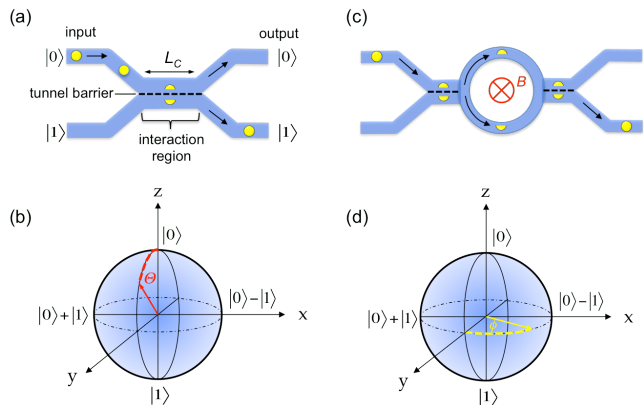 (a)
input
output
|0⟩
L_C
|0⟩
tunnel barrier
|1⟩
interaction
region
|1⟩
(c)
B
(b)
z
|0⟩
Θ
|0⟩+|1⟩
|0⟩−|1⟩
x
y
|1⟩
(d)
z
|0⟩
φ
|0⟩+|1⟩
|0⟩−|1⟩
x
y
|1⟩